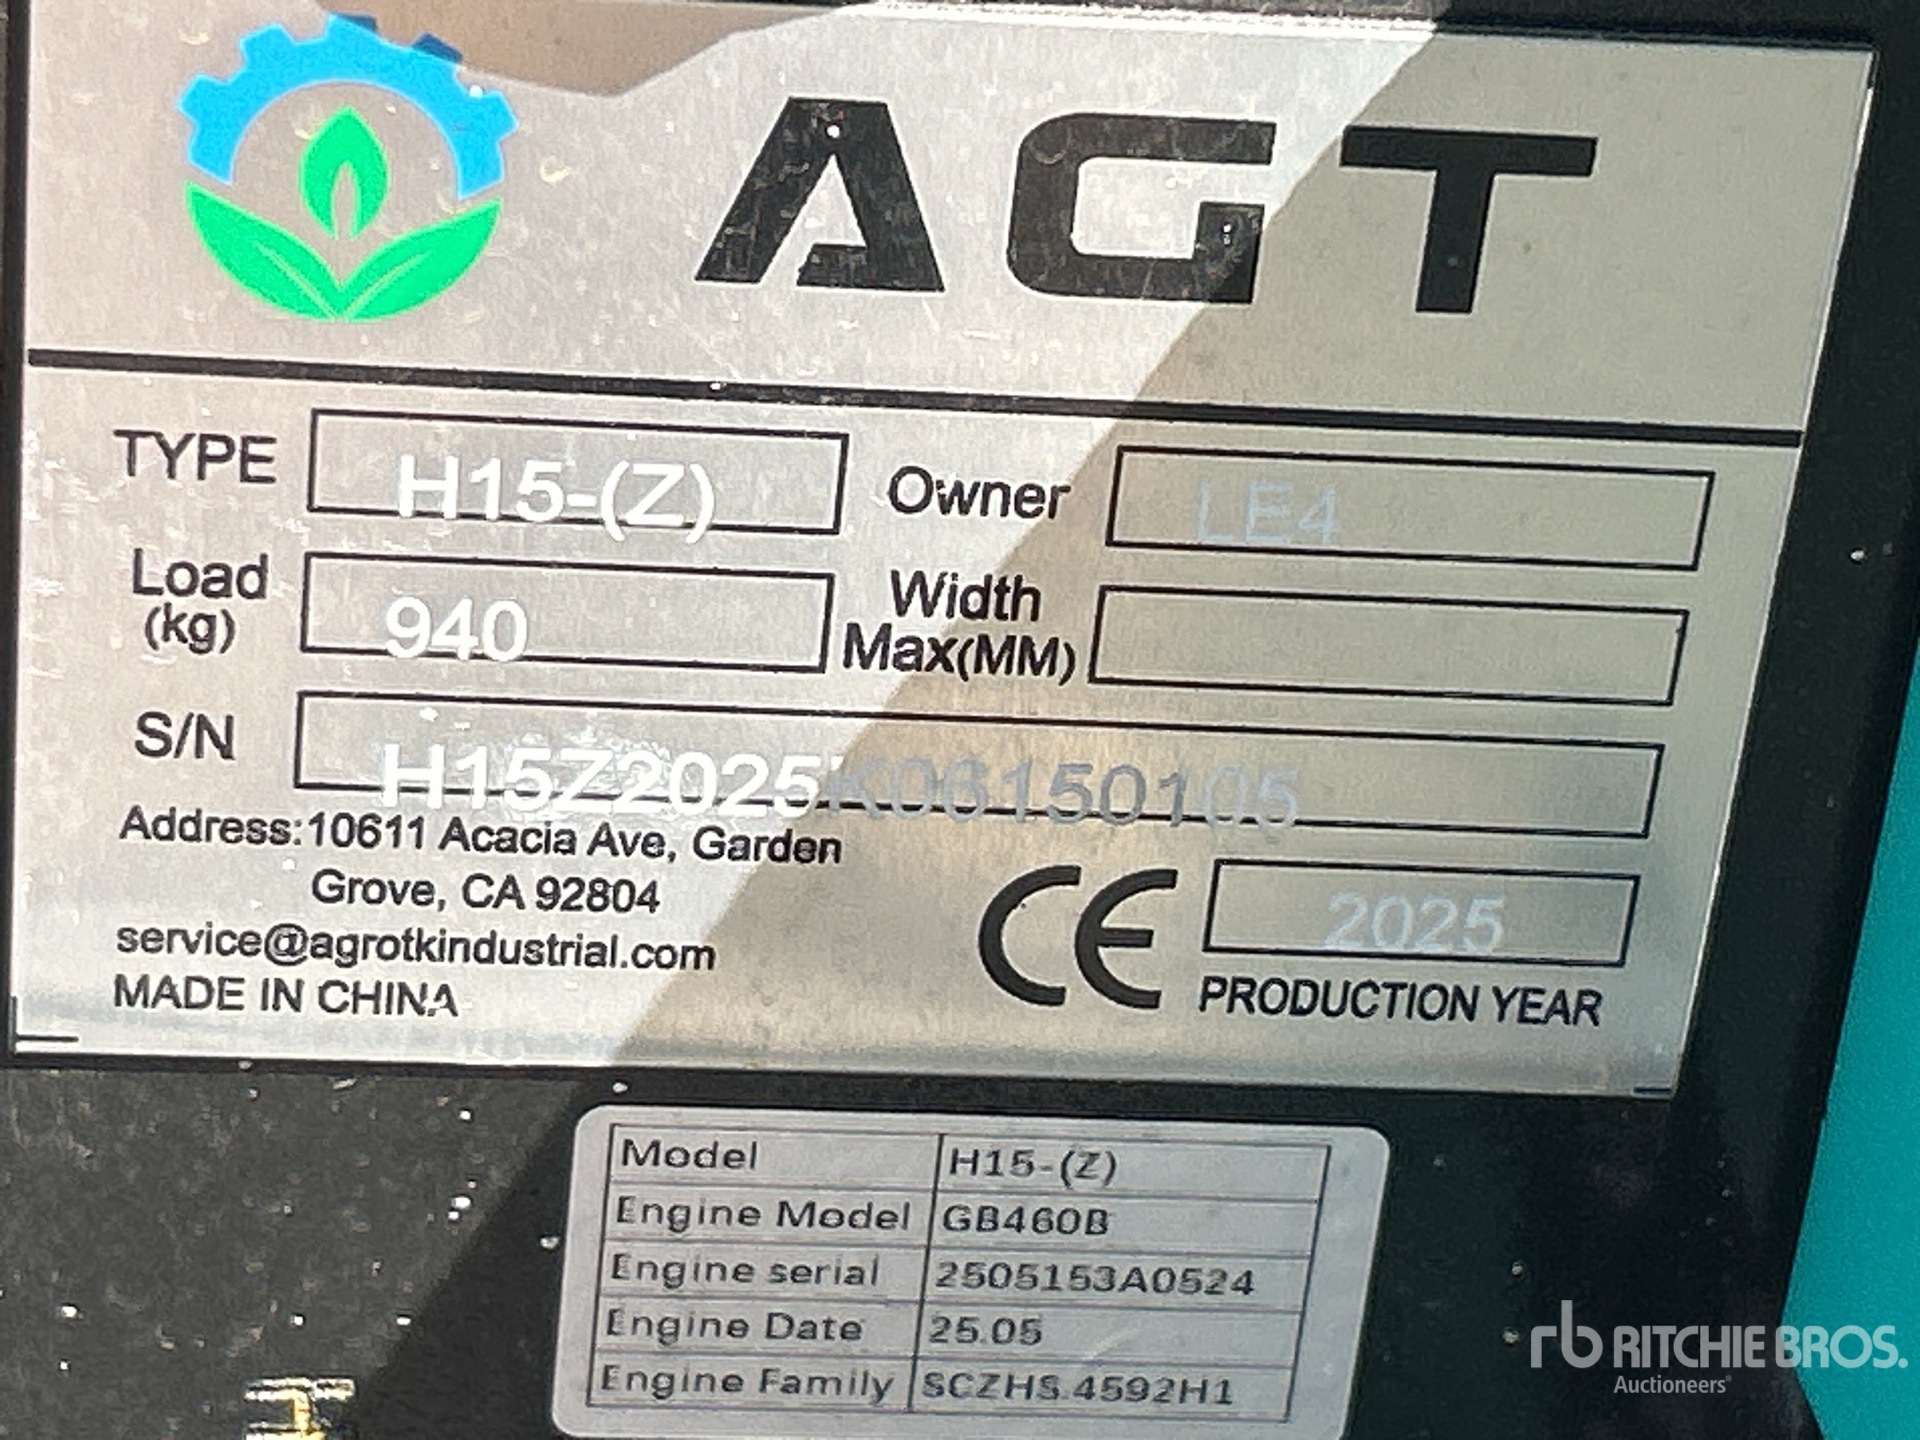 AGT
TYPE H15-(Z) Owner LE4
Load (kg) 940 Width Max(MM)
S/N H15Z2025K06150105
Address:10611 Acacia Ave, Garden
Grove, CA 92804
service@agrotkindustrial.com
MADE IN CHINA
CE 2025
PRODUCTION YEAR
Model H15-(Z)
Engine Model GB460B
Engine serial 2505153A0524
Engine Date 25.05
Engine Family SCZHS.4592H1
H
rb RITCHIE BROS.
Auctioneers